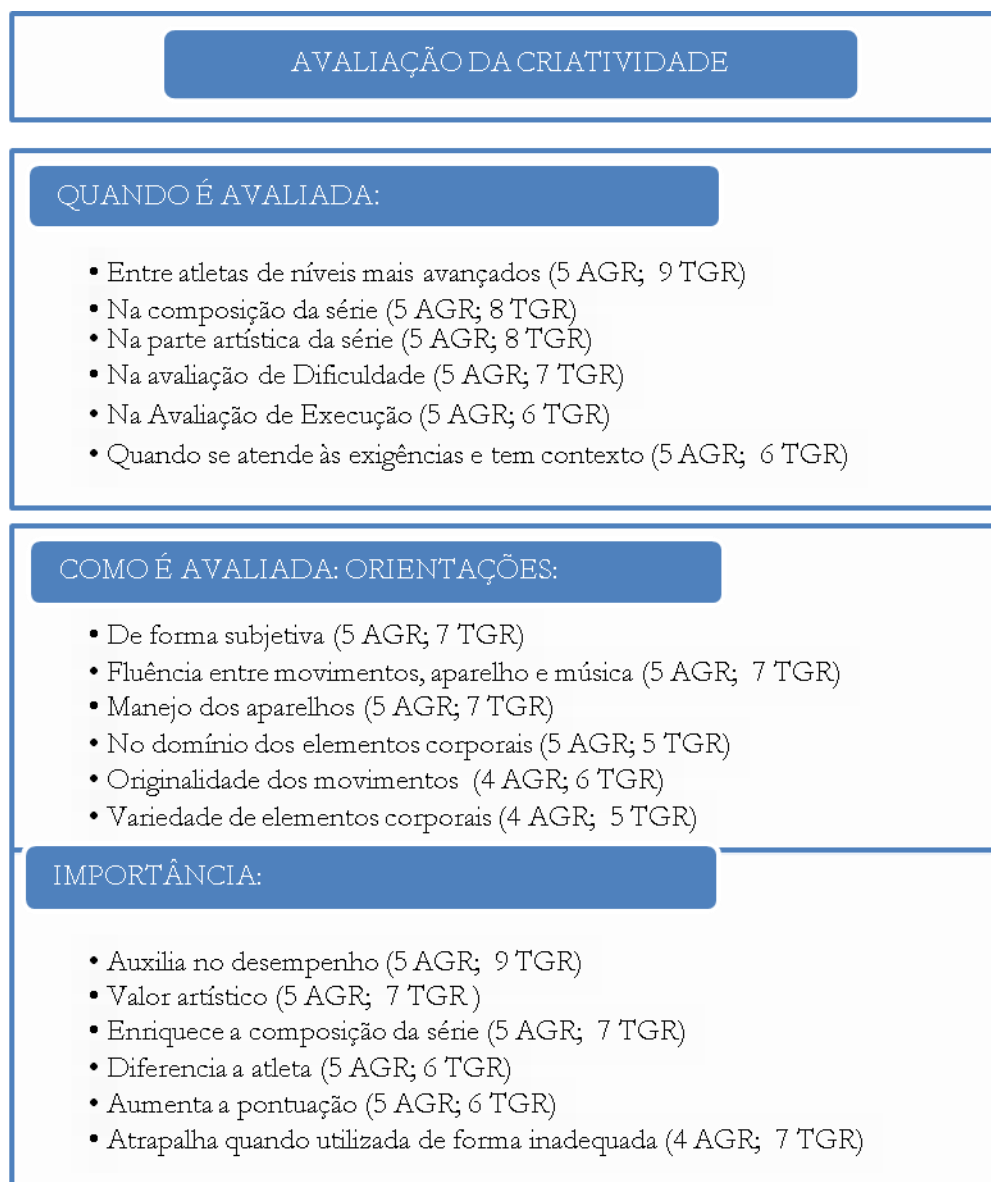 AVALIAÇÃO DA CRIATIVIDADE
QUANDO É AVALIADA:
• Entre atletas de níveis mais avançados (5 AGR; 9 TGR)
• Na composição da série (5 AGR; 8 TGR)
• Na parte artística da série (5 AGR; 8 TGR)
• Na avaliação de Dificuldade (5 AGR; 7 TGR)
• Na Avaliação de Execução (5 AGR; 6 TGR)
• Quando se atende às exigências e tem contexto (5 AGR; 6 TGR)
COMO É AVALIADA: ORIENTAÇÕES:
• De forma subjetiva (5 AGR; 7 TGR)
• Fluência entre movimentos, aparelho e música (5 AGR; 7 TGR)
• Manejo dos aparelhos (5 AGR; 7 TGR)
• No domínio dos elementos corporais (5 AGR; 5 TGR)
• Originalidade dos movimentos (4 AGR; 6 TGR)
• Variedade de elementos corporais (4 AGR; 5 TGR)
IMPORTÂNCIA:
• Auxilia no desempenho (5 AGR; 9 TGR)
• Valor artístico (5 AGR; 7 TGR )
• Enriquece a composição da série (5 AGR; 7 TGR)
• Diferencia a atleta (5 AGR; 6 TGR)
• Aumenta a pontuação (5 AGR; 6 TGR)
• Atrapalha quando utilizada de forma inadequada (4 AGR; 7 TGR)